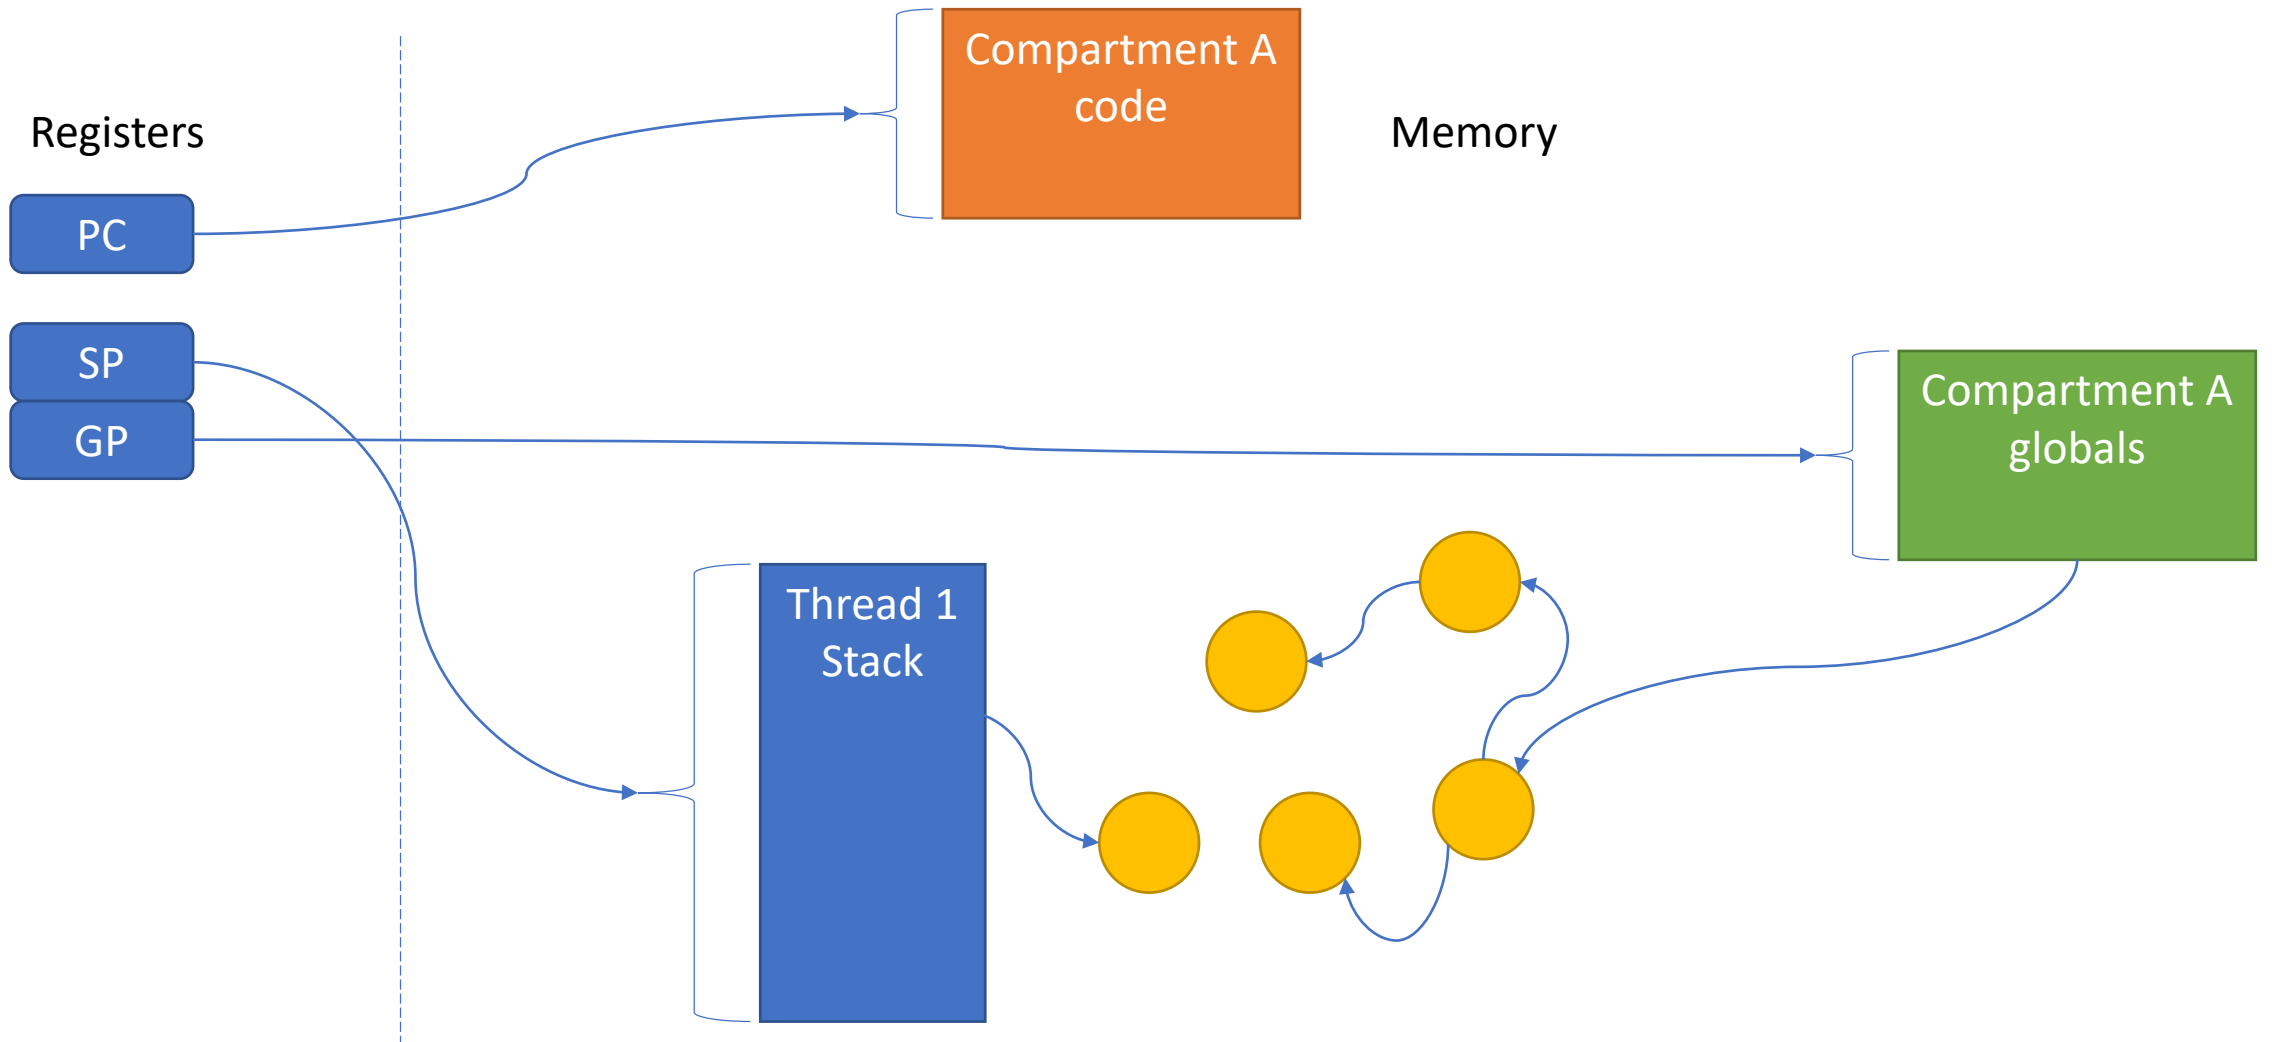 Registers
PC
SP
GP
Compartment A
code
Memory
Compartment A
globals
Thread 1
Stack